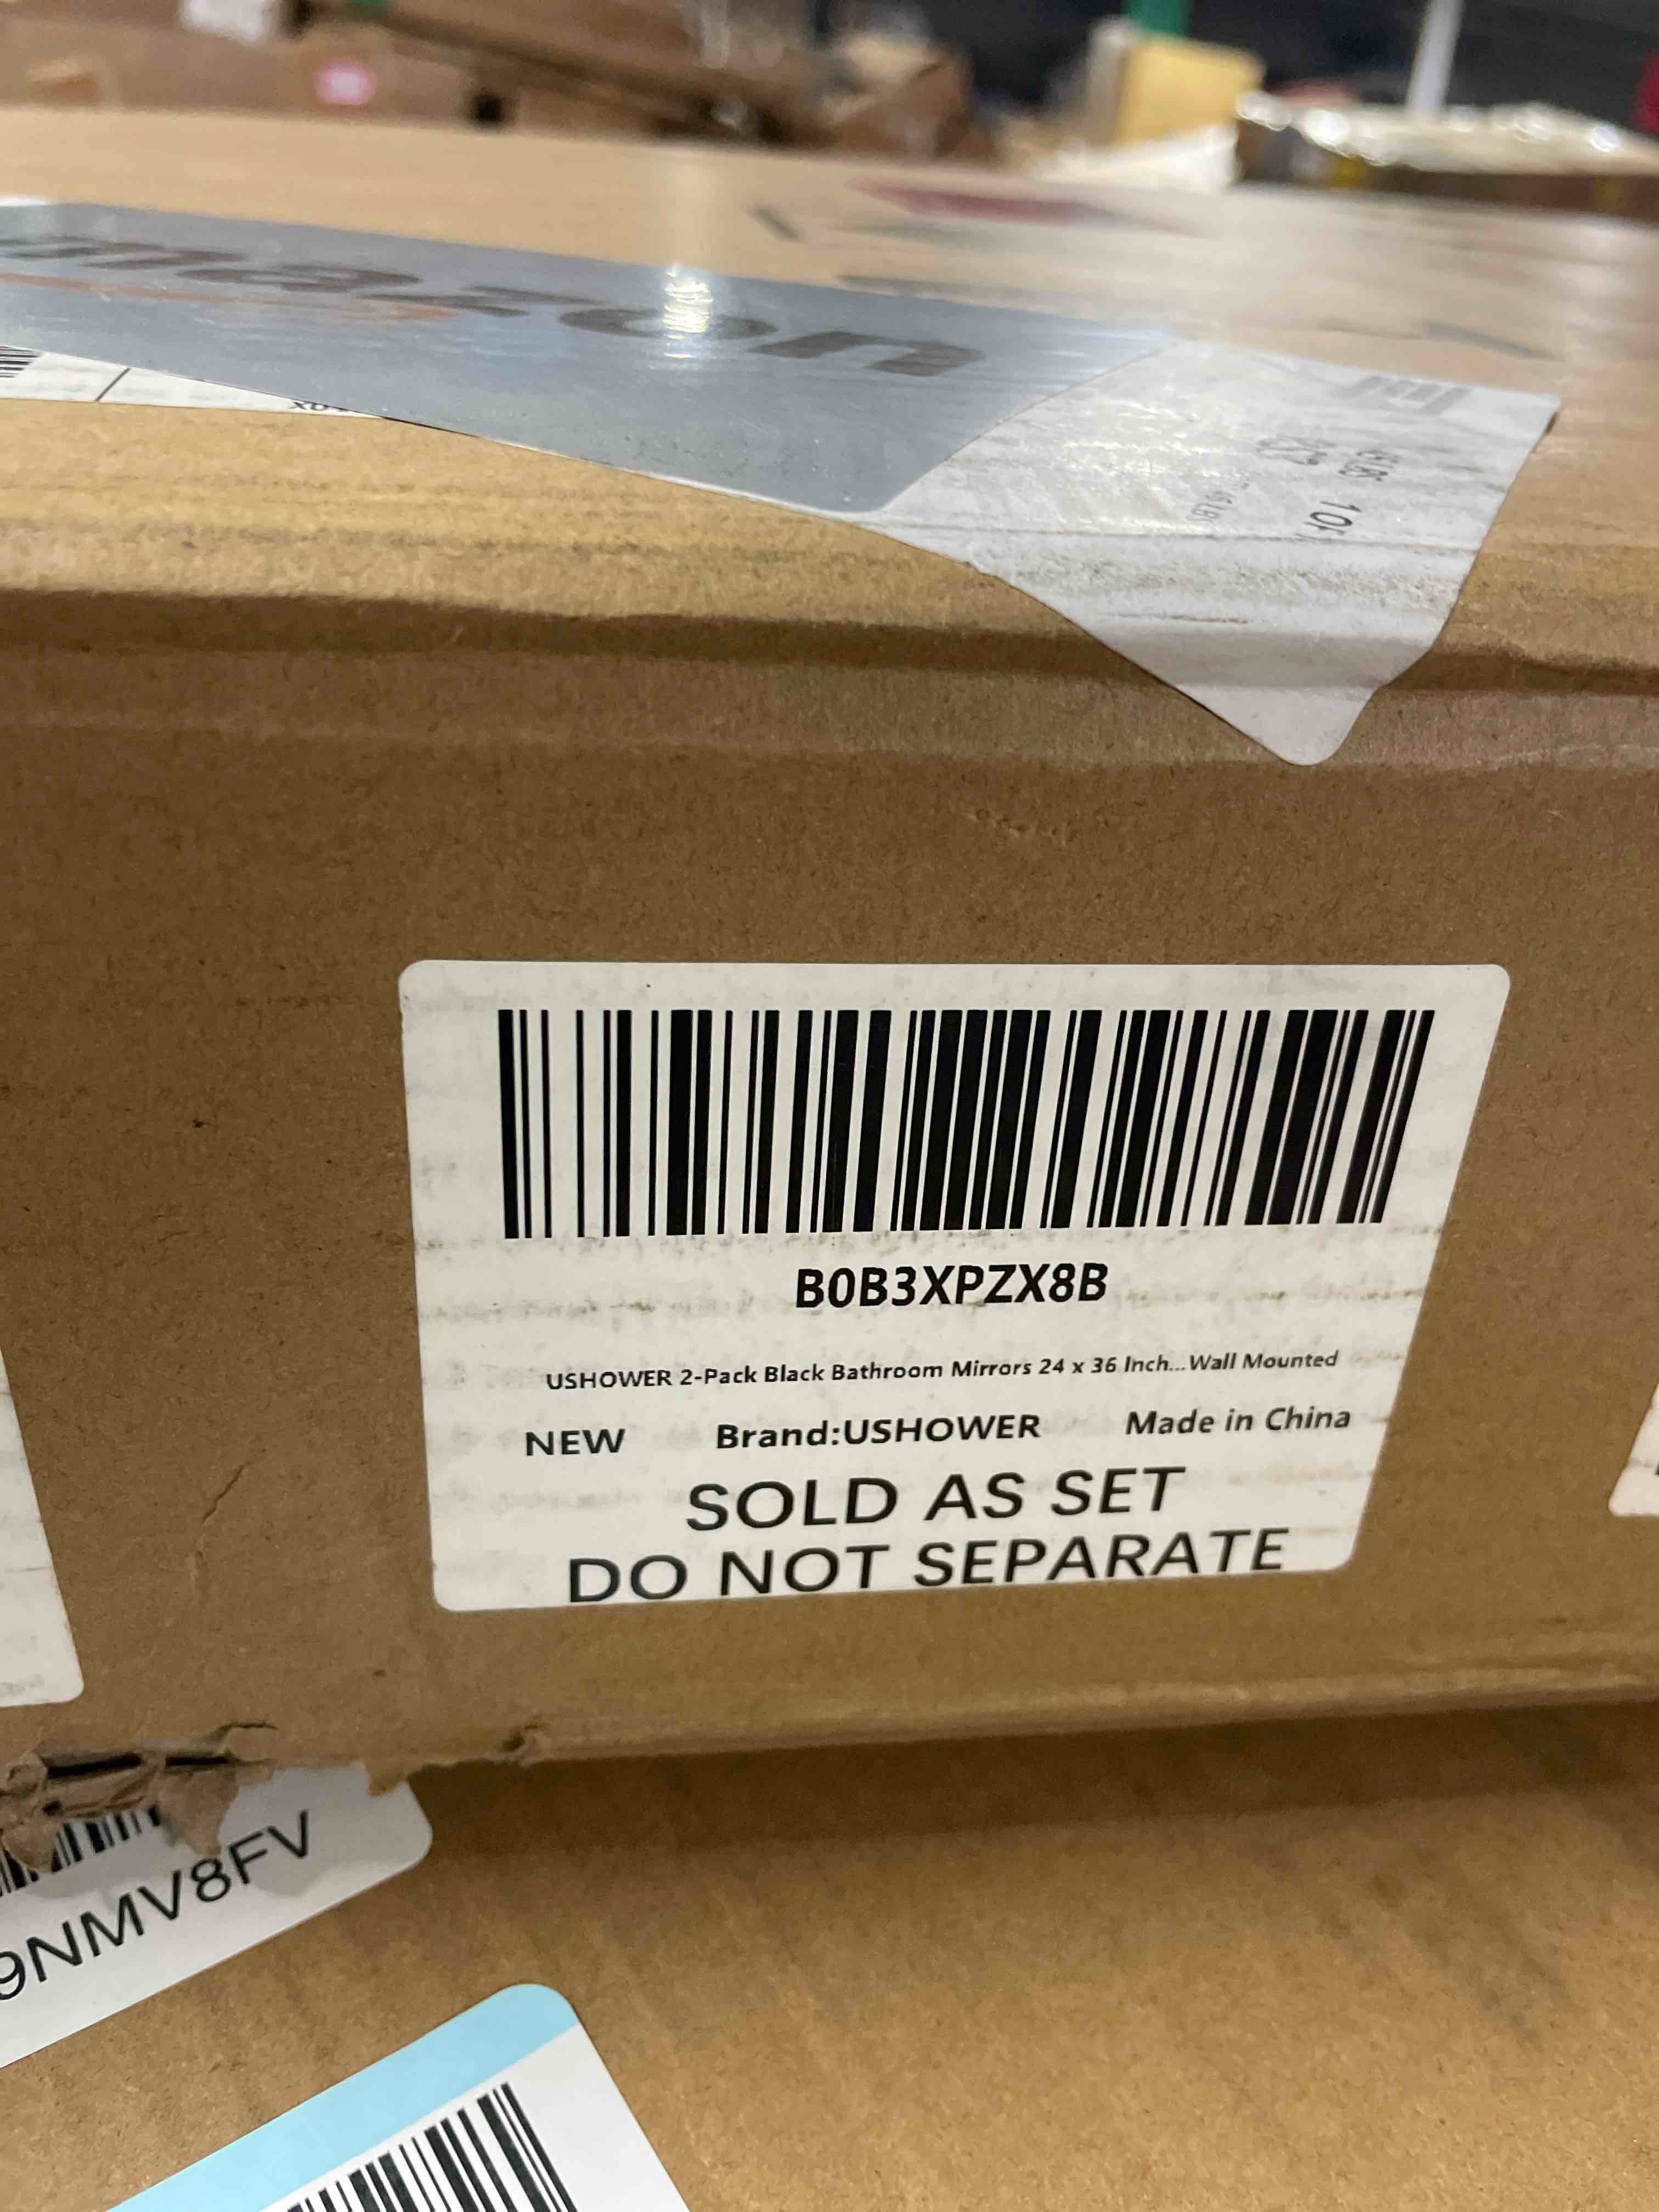 amazon
B0B3XPZX8B
USHOWER 2-Pack Black Bathroom Mirrors 24 x 36 Inch...Wall Mounted
NEW Brand:USHOWER Made in China
SOLD AS SET
DO NOT SEPARATE
9NMV8FV